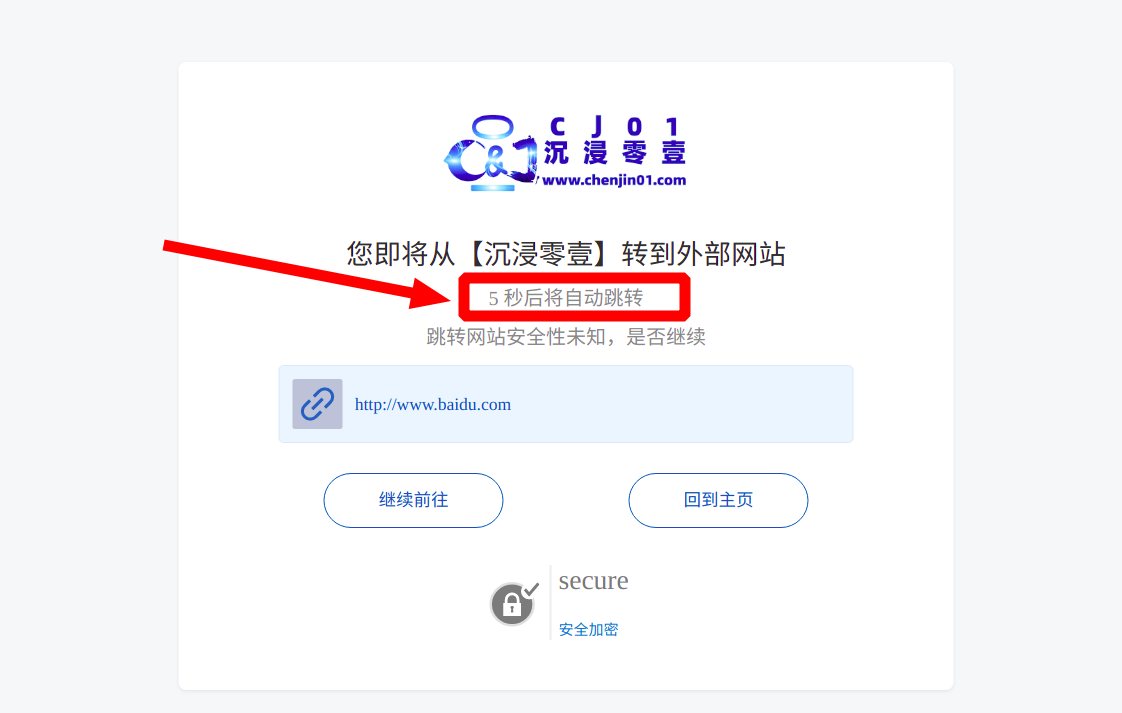 CJ01
沉浸零壹
www.chenjin01.com
您即将从【沉浸零壹】转到外部网站
5 秒后将自动跳转
跳转网站安全性未知，是否继续
http://www.baidu.com
继续前往
回到主页
secure
安全加密